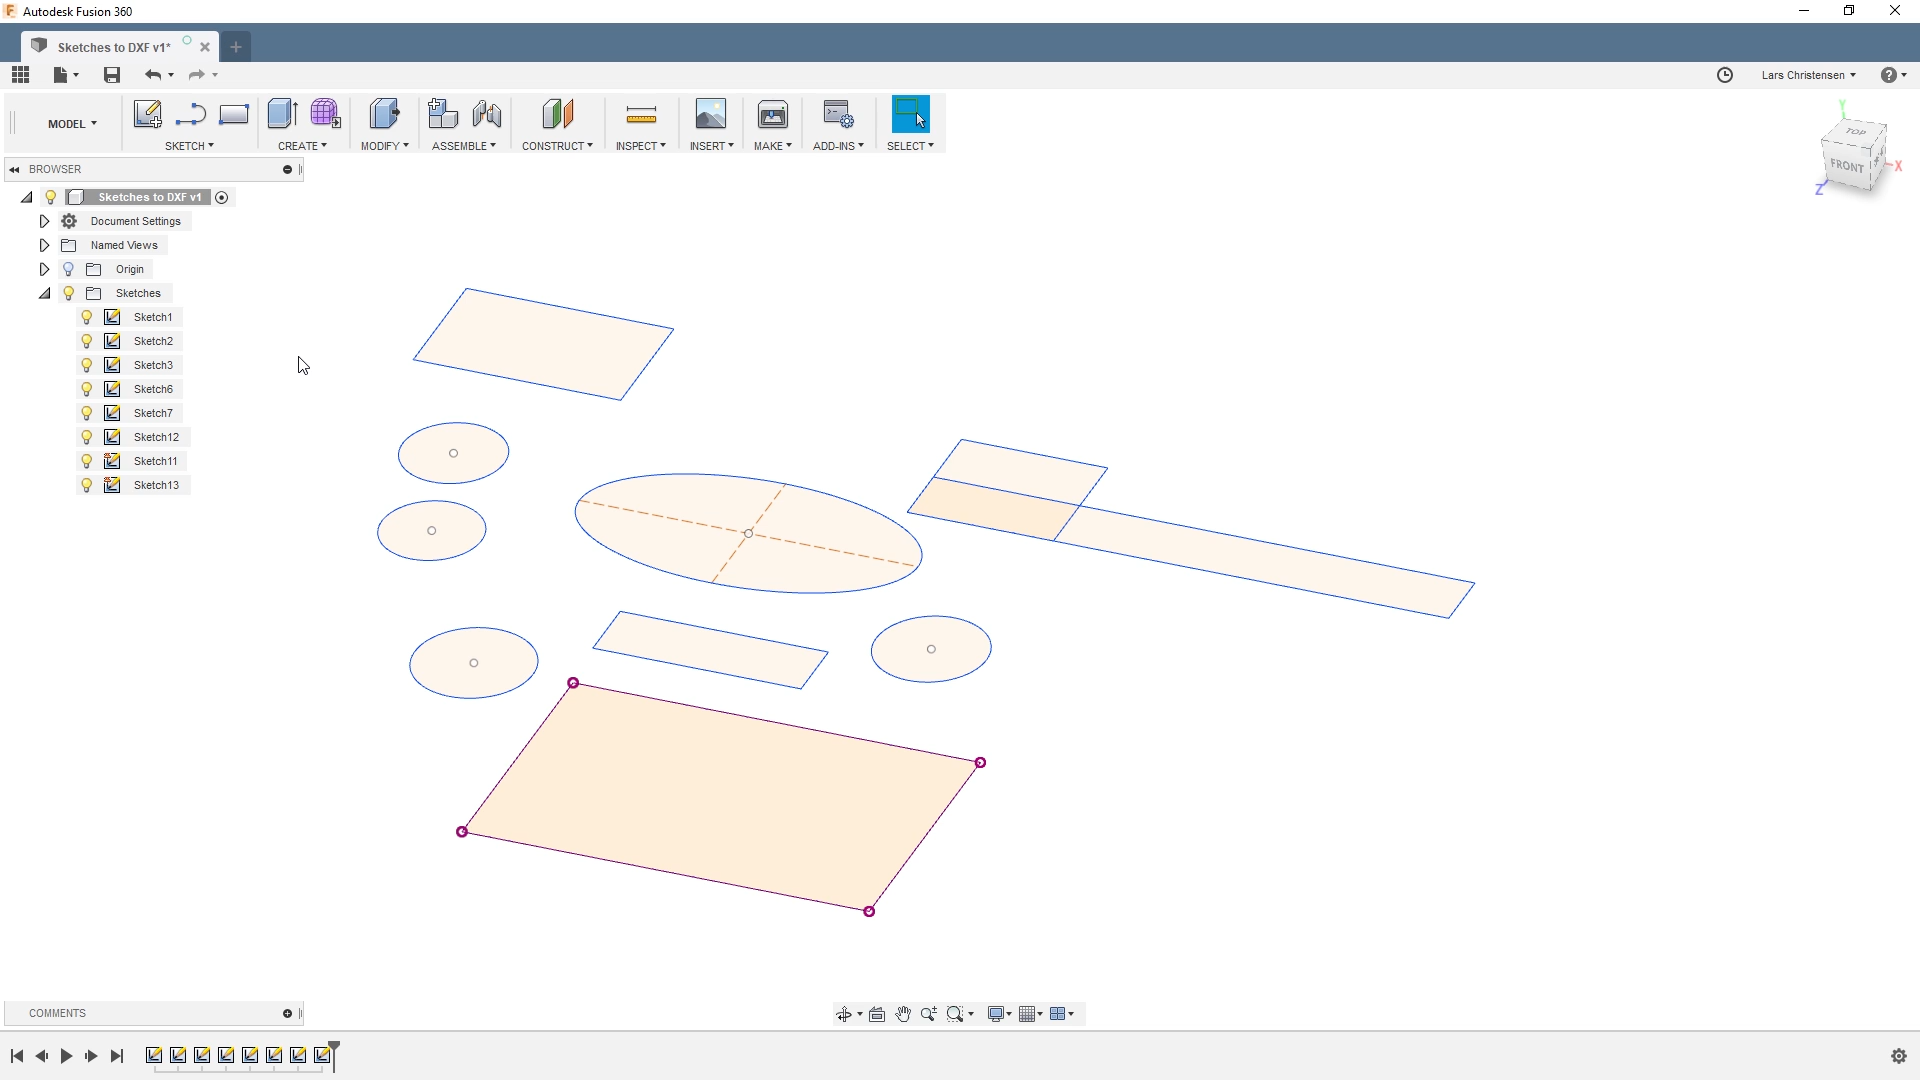 Autodesk Fusion 360
Sketches to DXF v1*
Lars Christensen
MODEL
SKETCH
CREATE
MODIFY
ASSEMBLE
CONSTRUCT
INSPECT
INSERT
MAKE
ADD-INS
SELECT
Y
TOP
FRONT
X
Z
BROWSER
Sketches to DXF v1
Document Settings
Named Views
Origin
Sketches
Sketch1
Sketch2
Sketch3
Sketch6
Sketch7
Sketch12
Sketch11
Sketch13
COMMENTS